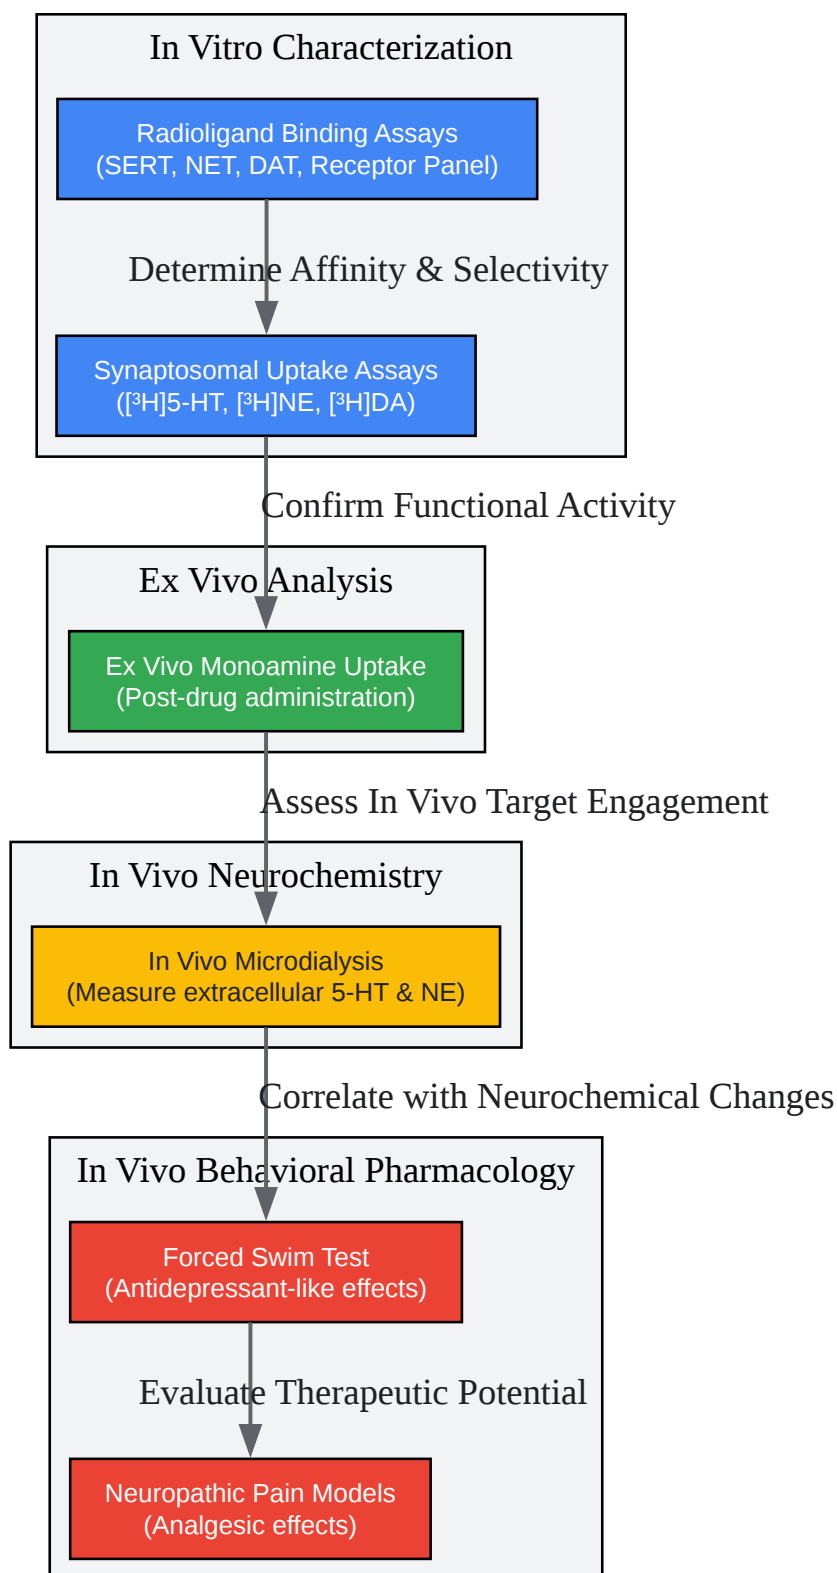 In Vitro Characterization
Radioligand Binding Assays
(SERT, NET, DAT, Receptor Panel)
Determine Affinity & Selectivity
Synaptosomal Uptake Assays
([³H]5-HT, [³H]NE, [³H]DA)
Confirm Functional Activity
Ex Vivo Analysis
Ex Vivo Monoamine Uptake
(Post-drug administration)
Assess In Vivo Target Engagement
In Vivo Neurochemistry
In Vivo Microdialysis
(Measure extracellular 5-HT & NE)
Correlate with Neurochemical Changes
In Vivo Behavioral Pharmacology
Forced Swim Test
(Antidepressant-like effects)
Evaluate Therapeutic Potential
Neuropathic Pain Models
(Analgesic effects)